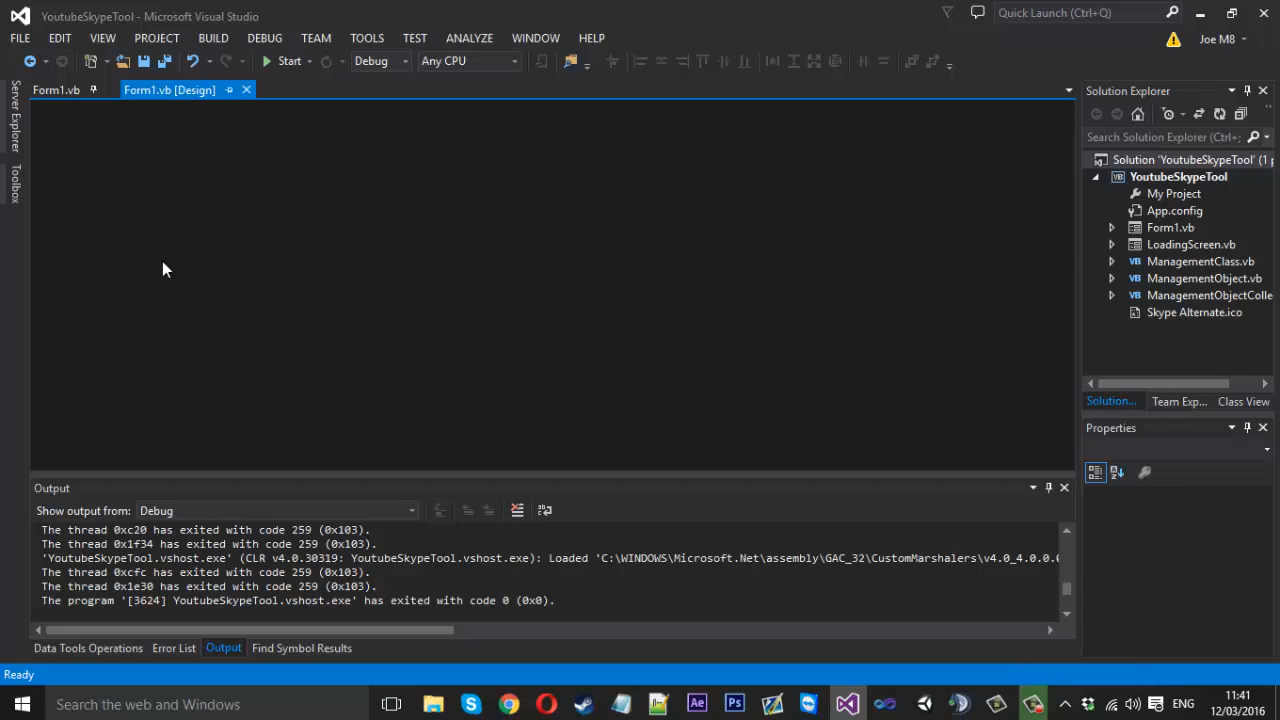 YoutubeSkypeTool - Microsoft Visual Studio
Quick Launch (Ctrl+Q)
FILE EDIT VIEW PROJECT BUILD DEBUG TEAM TOOLS TEST ANALYZE WINDOW HELP
Joe M8
Start
Debug
Any CPU
Server Explorer
Toolbox
Form1.vb
Form1.vb [Design]
Solution Explorer
Search Solution Explorer (Ctrl+;
Solution 'YoutubeSkypeTool' (1 p
YoutubeSkypeTool
My Project
App.config
Form1.vb
LoadingScreen.vb
ManagementClass.vb
ManagementObject.vb
ManagementObjectColle
Skype Alternate.ico
Solution... Team Exp... Class View
Properties
Output
Show output from: Debug
The thread 0xc20 has exited with code 259 (0x103).
The thread 0x1f34 has exited with code 259 (0x103).
'YoutubeSkypeTool.vshost.exe' (CLR v4.0.30319: YoutubeSkypeTool.vshost.exe): Loaded 'C:\WINDOWS\Microsoft.Net\assembly\GAC_32\CustomMarshalers\v4.0_4.0.0.0
The thread 0xcfc has exited with code 259 (0x103).
The thread 0x1e30 has exited with code 259 (0x103).
The program '[3624] YoutubeSkypeTool.vshost.exe' has exited with code 0 (0x0).
Data Tools Operations Error List Output Find Symbol Results
Ready
Search the web and Windows
Ae
Ps
ENG
11:41
12/03/2016